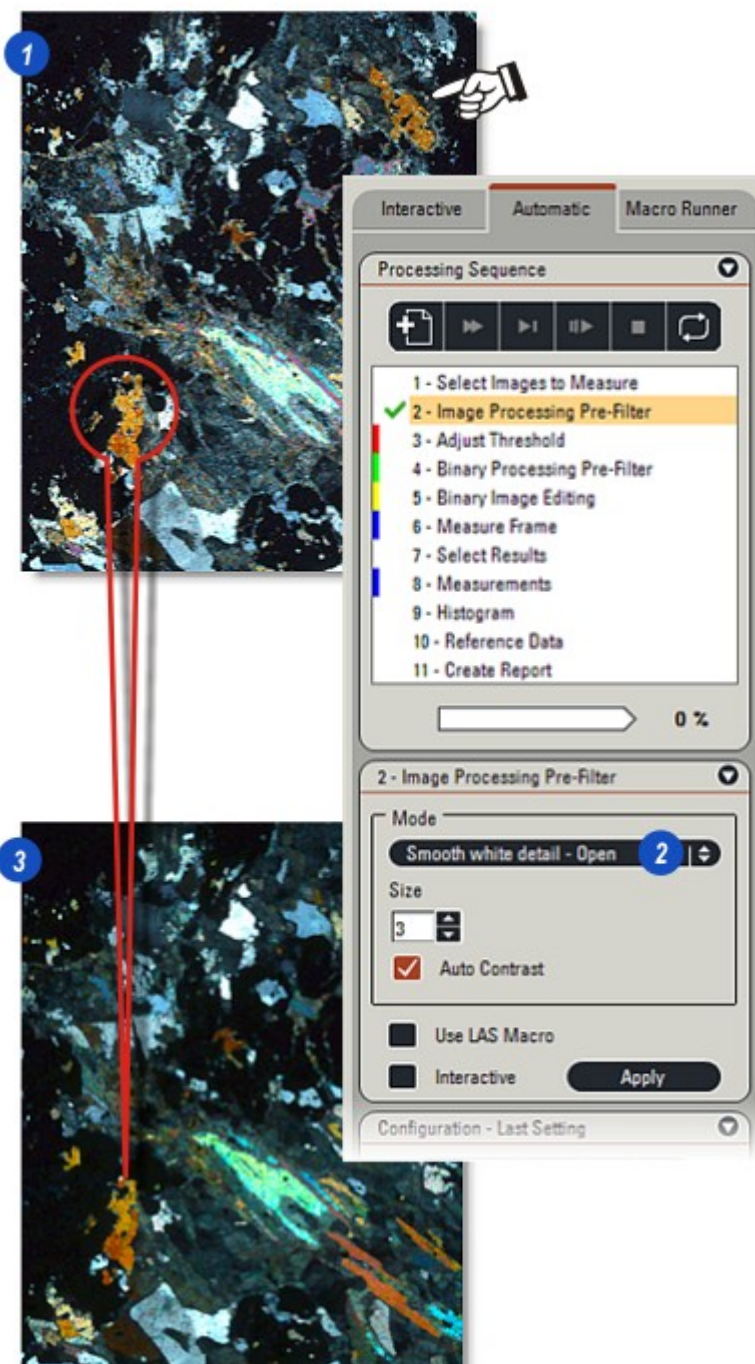 1
Interactive Automatic Macro Runner
Processing Sequence
1 - Select Images to Measure
2 - Image Processing Pre-Filter
3 - Adjust Threshold
4 - Binary Processing Pre-Filter
5 - Binary Image Editing
6 - Measure Frame
7 - Select Results
8 - Measurements
9 - Histogram
10 - Reference Data
11 - Create Report
0 %
2 - Image Processing Pre-Filter
Mode
Smooth white detail - Open 2
Size
3
Auto Contrast
Use LAS Macro
Interactive Apply
Configuration - Last Setting
3